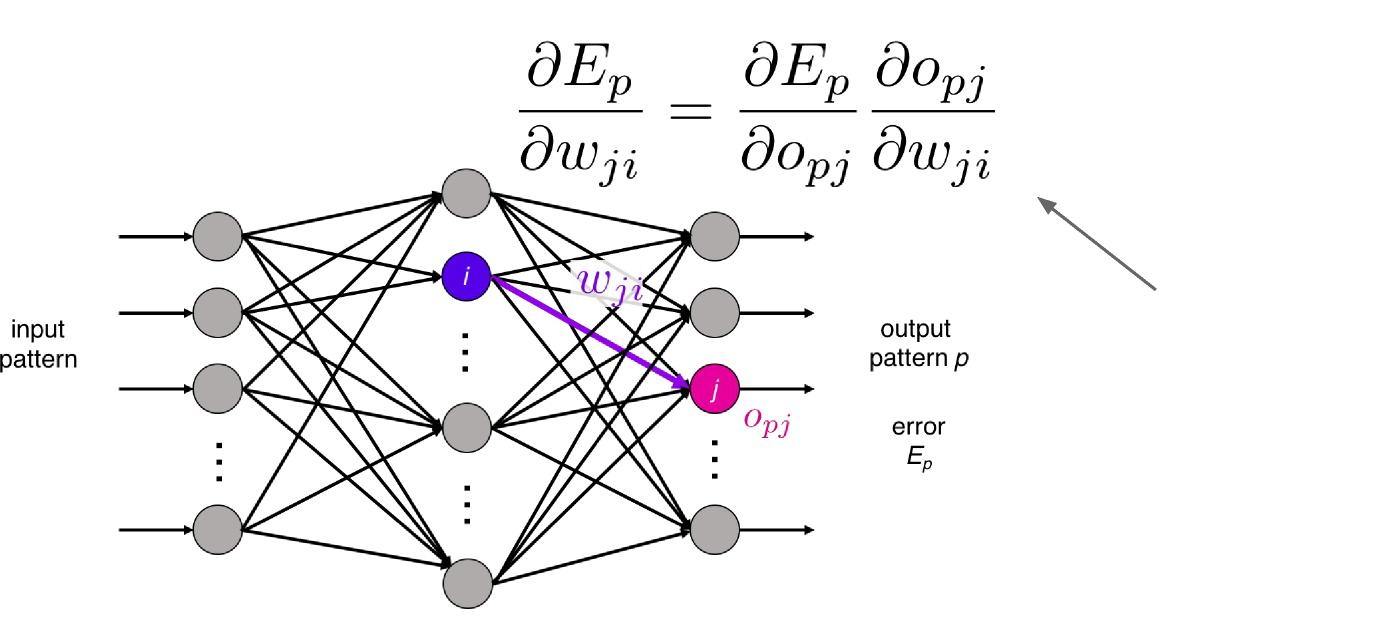 ∂E_p/∂w_ji = ∂E_p/∂o_pj ∂o_pj/∂w_ji
i
w_ji
input
pattern
output
pattern p
j
o_pj
error
E_p